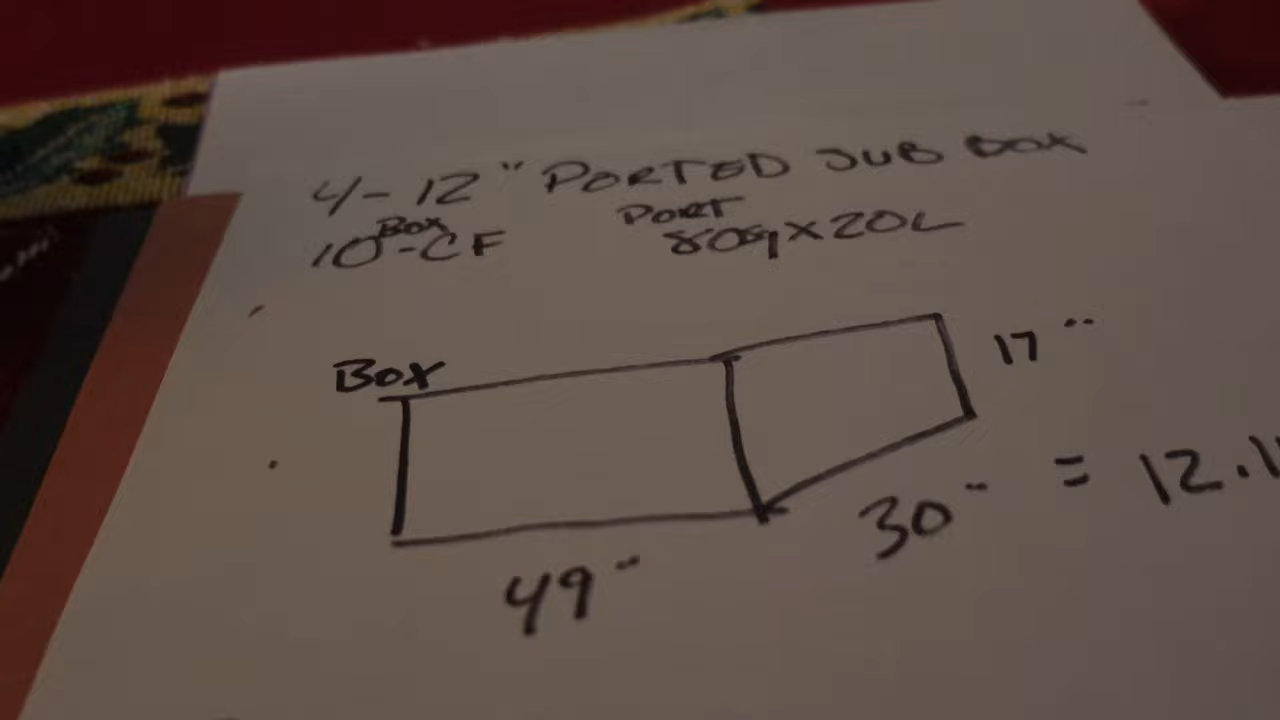 4-12" PORTED SUB BOX
Box Port
10-CF 80sq x 20L
Box
17"
30" = 12.1
49"